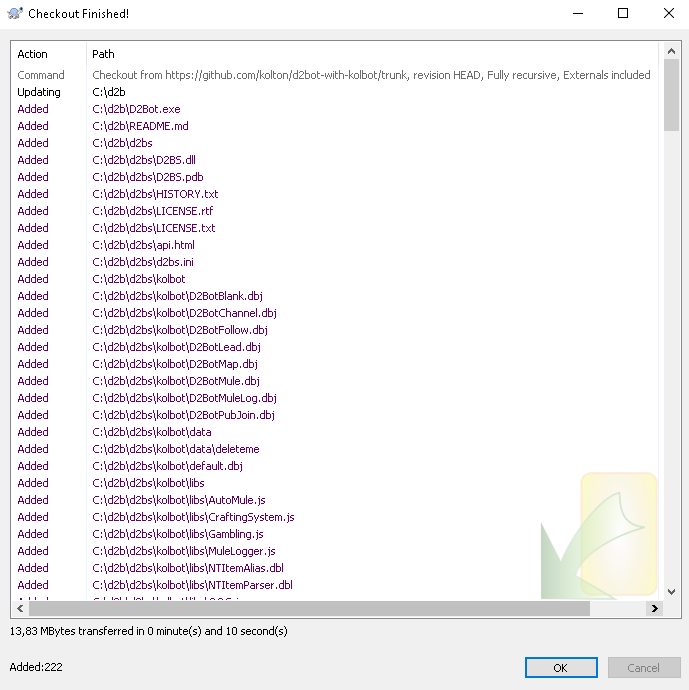 Checkout Finished!
Action Path
Command Checkout from https://github.com/kolton/d2bot-with-kolbot/trunk, revision HEAD, Fully recursive, Externals included
Updating C:\d2b
Added C:\d2b\D2Bot.exe
Added C:\d2b\README.md
Added C:\d2b\d2bs
Added C:\d2b\d2bs\D2BS.dll
Added C:\d2b\d2bs\D2BS.pdb
Added C:\d2b\d2bs\HISTORY.txt
Added C:\d2b\d2bs\LICENSE.rtf
Added C:\d2b\d2bs\LICENSE.txt
Added C:\d2b\d2bs\api.html
Added C:\d2b\d2bs\d2bs.ini
Added C:\d2b\d2bs\kolbot
Added C:\d2b\d2bs\kolbot\D2BotBlank.dbj
Added C:\d2b\d2bs\kolbot\D2BotChannel.dbj
Added C:\d2b\d2bs\kolbot\D2BotFollow.dbj
Added C:\d2b\d2bs\kolbot\D2BotLead.dbj
Added C:\d2b\d2bs\kolbot\D2BotMap.dbj
Added C:\d2b\d2bs\kolbot\D2BotMule.dbj
Added C:\d2b\d2bs\kolbot\D2BotMuleLog.dbj
Added C:\d2b\d2bs\kolbot\D2BotPubJoin.dbj
Added C:\d2b\d2bs\kolbot\data
Added C:\d2b\d2bs\kolbot\data\deleteme
Added C:\d2b\d2bs\kolbot\default.dbj
Added C:\d2b\d2bs\kolbot\libs
Added C:\d2b\d2bs\kolbot\libs\AutoMule.js
Added C:\d2b\d2bs\kolbot\libs\CraftingSystem.js
Added C:\d2b\d2bs\kolbot\libs\Gambling.js
Added C:\d2b\d2bs\kolbot\libs\MuleLogger.js
Added C:\d2b\d2bs\kolbot\libs\NTItemAlias.dbl
Added C:\d2b\d2bs\kolbot\libs\NTItemParser.dbl
13,83 MBytes transferred in 0 minute(s) and 10 second(s)
Added:222
OK Cancel